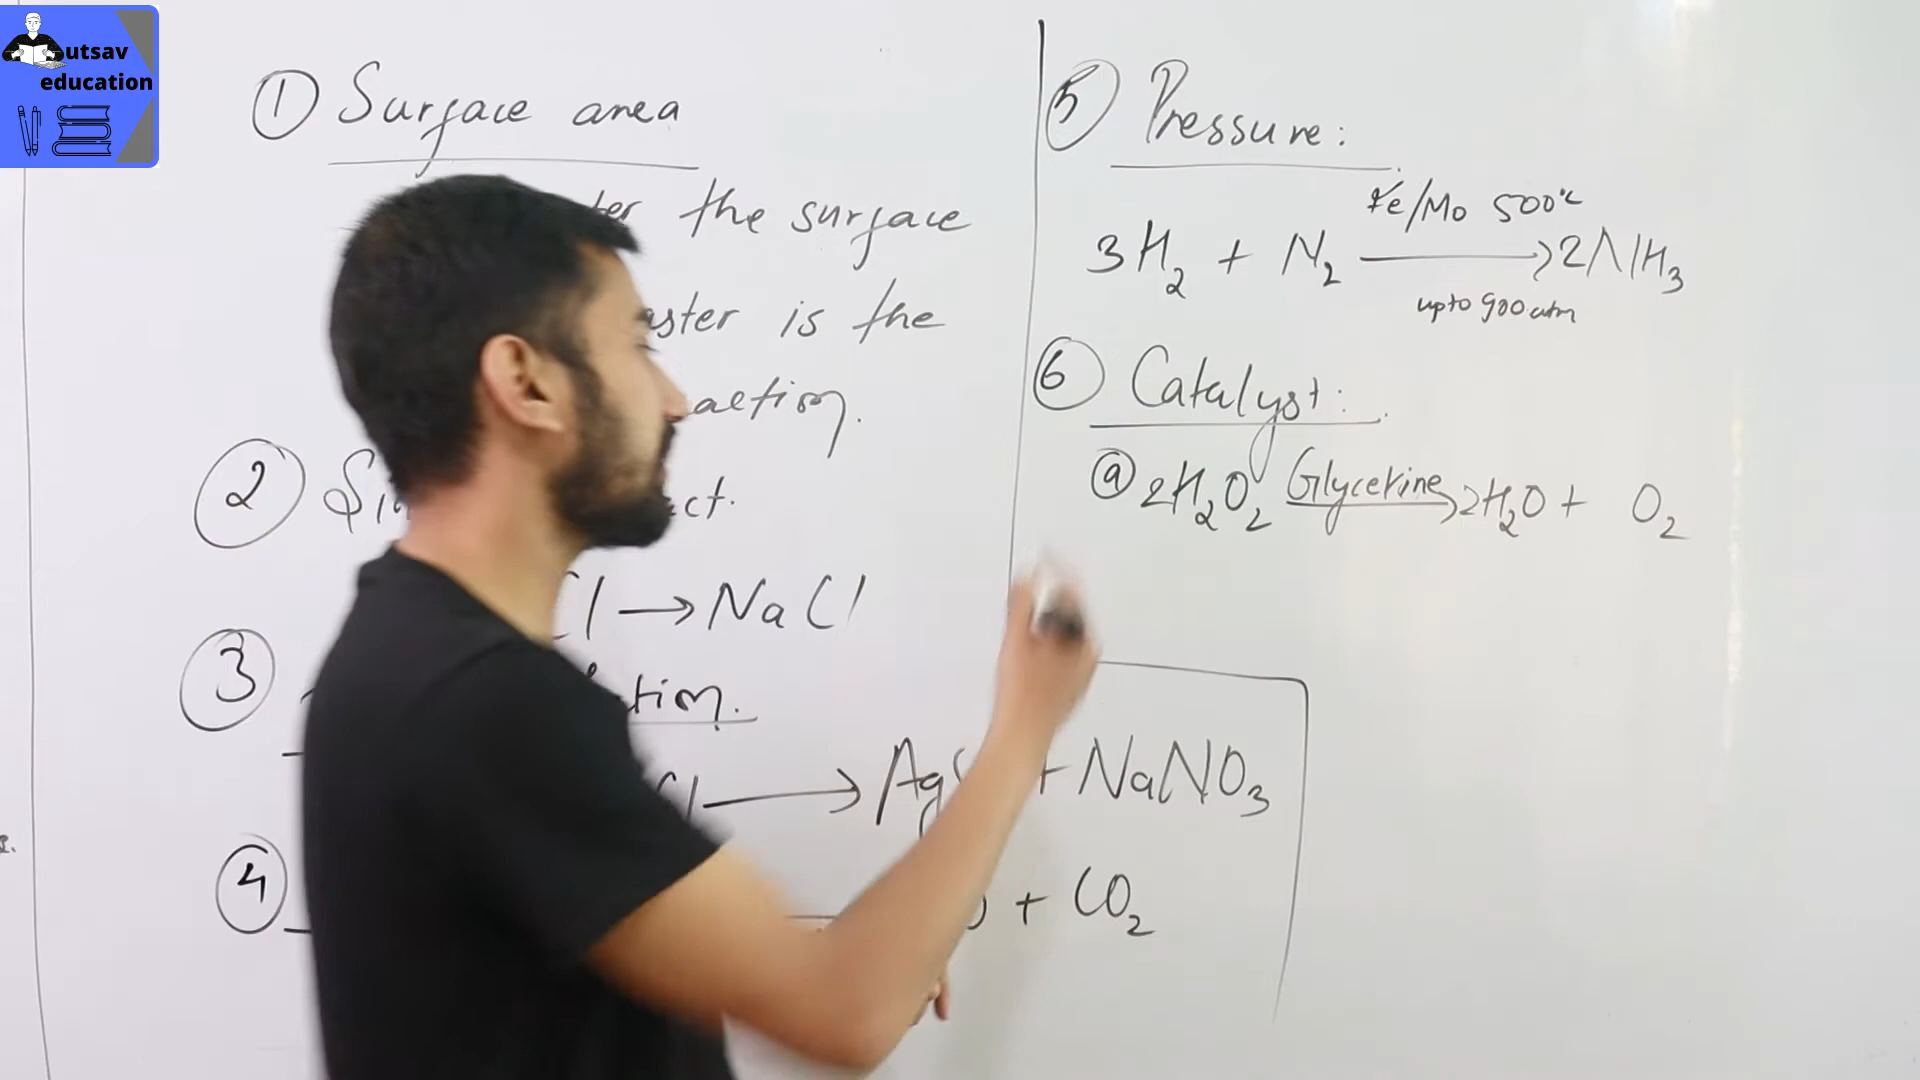 utsav
education
① Surface area
the surface
is the
②
ct.
→ NaCl
③
tion.
⟶ Ag + NaNO₃
④
+ CO₂
⑤ Pressure:
Fe/Mo 500°c
3H₂ + N₂ ⟶ 2NH₃
upto 900 atm
⑥ Catalyst:
ⓐ 2H₂O₂ Glycerine→ 2H₂O + O₂